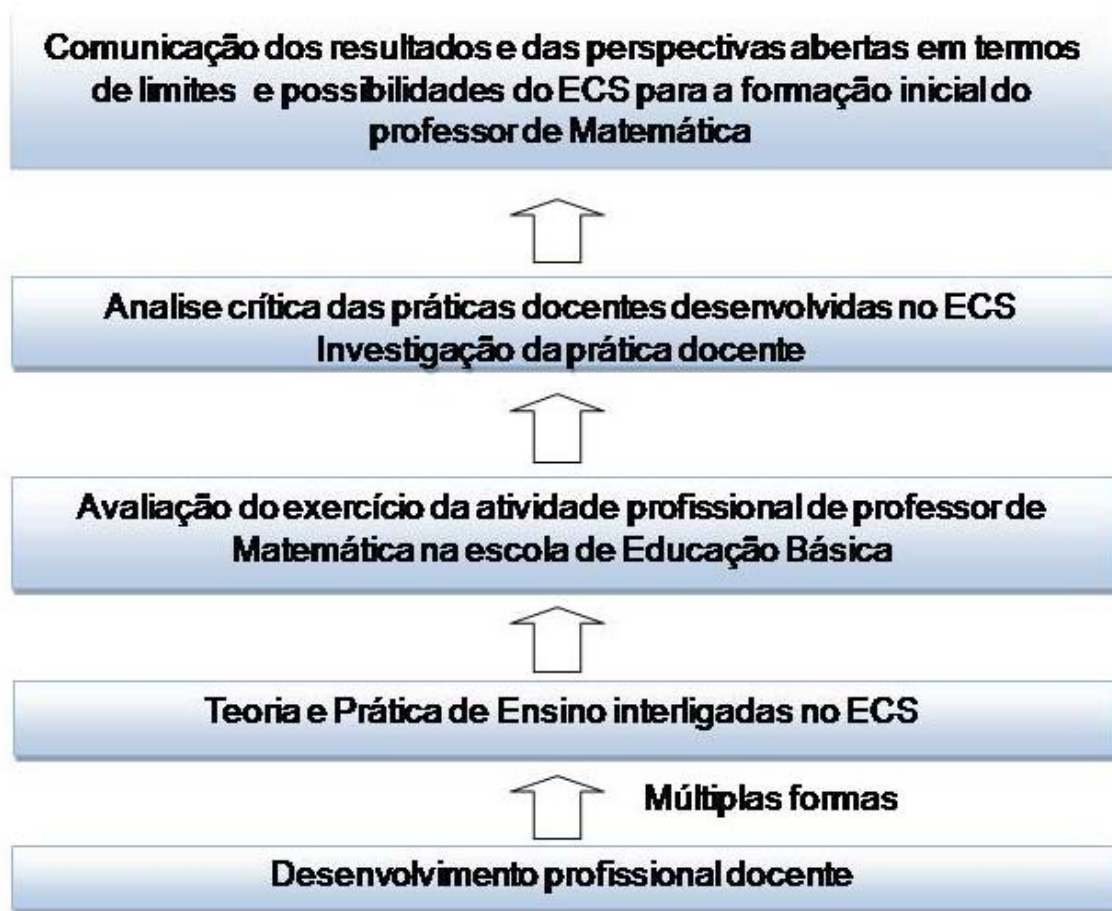 Comunicação dos resultados e das perspectivas abertas em termos
de limites e possibilidades do ECS para a formação inicial do
professor de Matemática
Analise crítica das práticas docentes desenvolvidas no ECS
Investigação da prática docente
Avaliação do exercício da atividade profissional de professor de
Matemática na escola de Educação Básica
Teoria e Prática de Ensino interligadas no ECS
Múltiplas formas
Desenvolvimento profissional docente